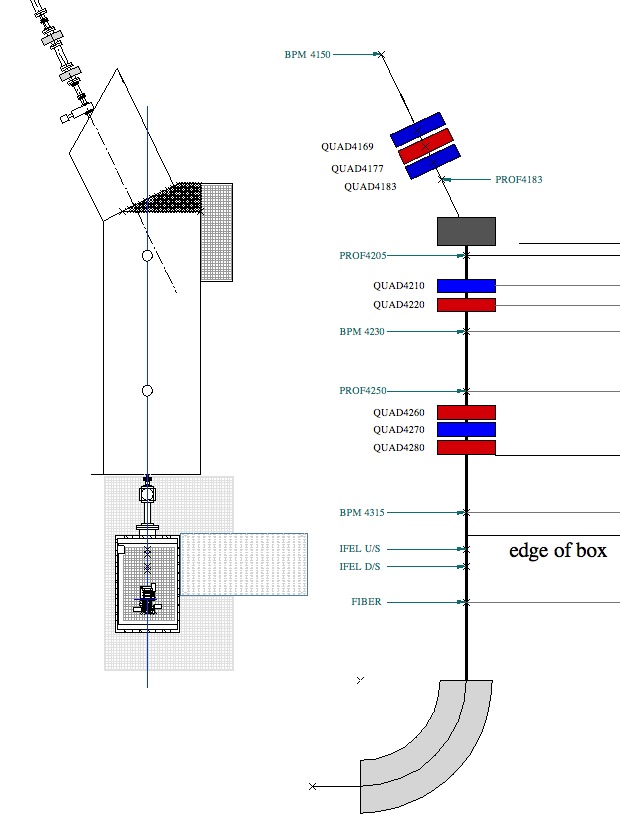 BPM 4150
QUAD4169
QUAD4177
QUAD4183
PROF4183
PROF4205
QUAD4210
QUAD4220
BPM 4230
PROF4250
QUAD4260
QUAD4270
QUAD4280
BPM 4315
IFEL U/S
edge of box
IFEL D/S
FIBER